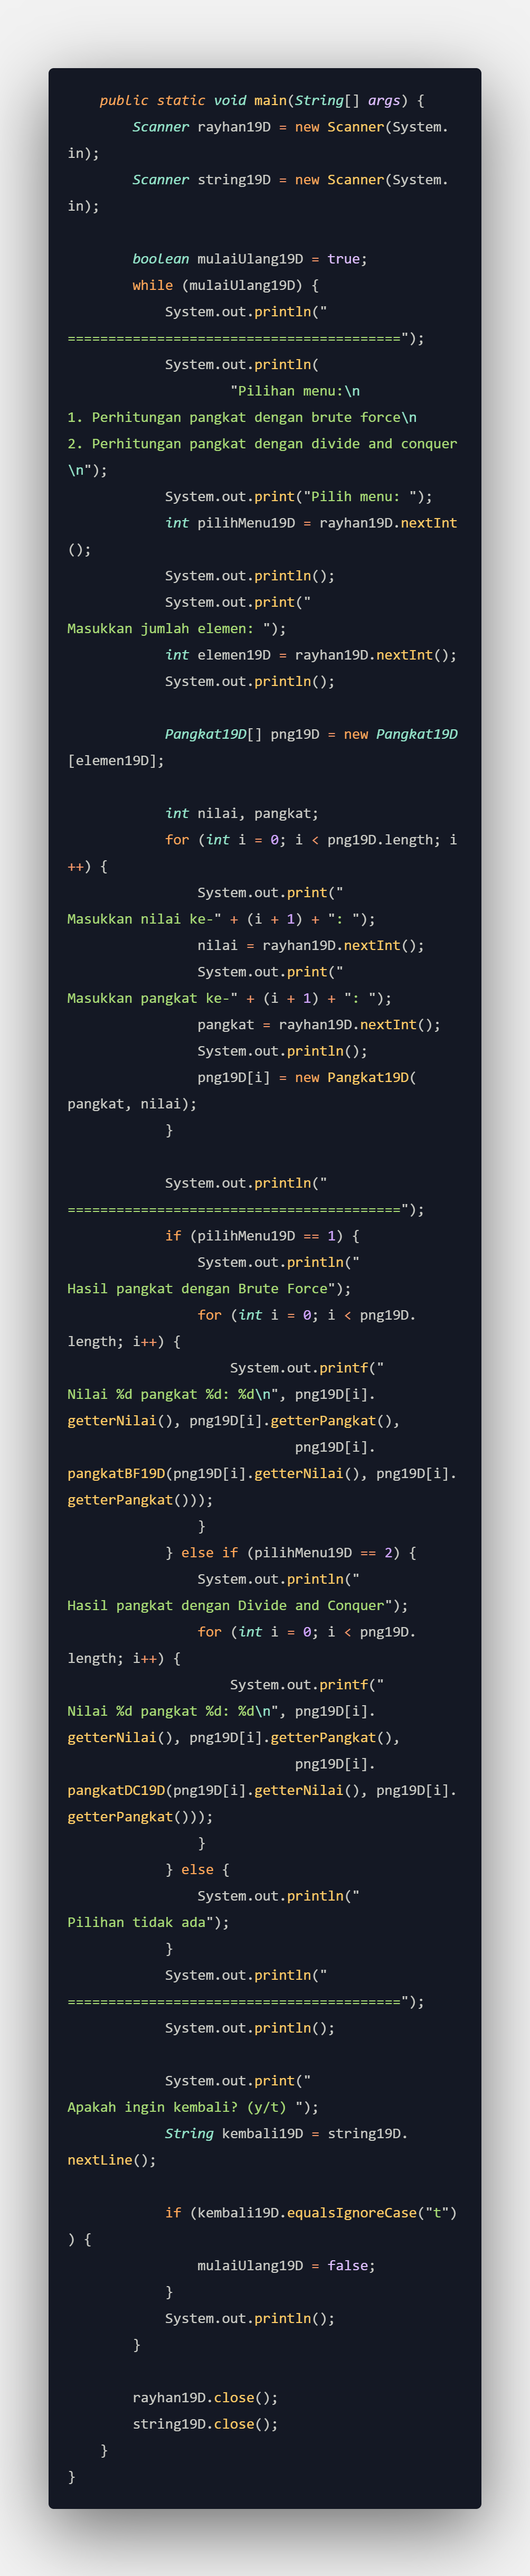 public static void main(String[] args) {
Scanner rayhan19D = new Scanner(System.
in);
Scanner string19D = new Scanner(System.
in);
boolean mulaiUlang19D = true;
while (mulaiUlang19D) {
System.out.println("
=========================================");
System.out.println(
"Pilihan menu:\n
1. Perhitungan pangkat dengan brute force\n
2. Perhitungan pangkat dengan divide and conquer
\n");
System.out.print("Pilih menu: ");
int pilihMenu19D = rayhan19D.nextInt
();
System.out.println();
System.out.print("
Masukkan jumlah elemen: ");
int elemen19D = rayhan19D.nextInt();
System.out.println();
Pangkat19D[] png19D = new Pangkat19D
[elemen19D];
int nilai, pangkat;
for (int i = 0; i < png19D.length; i
++) {
System.out.print("
Masukkan nilai ke-" + (i + 1) + ": ");
nilai = rayhan19D.nextInt();
System.out.print("
Masukkan pangkat ke-" + (i + 1) + ": ");
pangkat = rayhan19D.nextInt();
System.out.println();
png19D[i] = new Pangkat19D(
pangkat, nilai);
}
System.out.println("
=========================================");
if (pilihMenu19D == 1) {
System.out.println("
Hasil pangkat dengan Brute Force");
for (int i = 0; i < png19D.
length; i++) {
System.out.printf("
Nilai %d pangkat %d: %d\n", png19D[i].
getterNilai(), png19D[i].getterPangkat(),
png19D[i].
pangkatBF19D(png19D[i].getterNilai(), png19D[i].
getterPangkat()));
}
} else if (pilihMenu19D == 2) {
System.out.println("
Hasil pangkat dengan Divide and Conquer");
for (int i = 0; i < png19D.
length; i++) {
System.out.printf("
Nilai %d pangkat %d: %d\n", png19D[i].
getterNilai(), png19D[i].getterPangkat(),
png19D[i].
pangkatDC19D(png19D[i].getterNilai(), png19D[i].
getterPangkat()));
}
} else {
System.out.println("
Pilihan tidak ada");
}
System.out.println("
=========================================");
System.out.println();
System.out.print("
Apakah ingin kembali? (y/t) ");
String kembali19D = string19D.
nextLine();
if (kembali19D.equalsIgnoreCase("t")
) {
mulaiUlang19D = false;
}
System.out.println();
}
rayhan19D.close();
string19D.close();
}
}